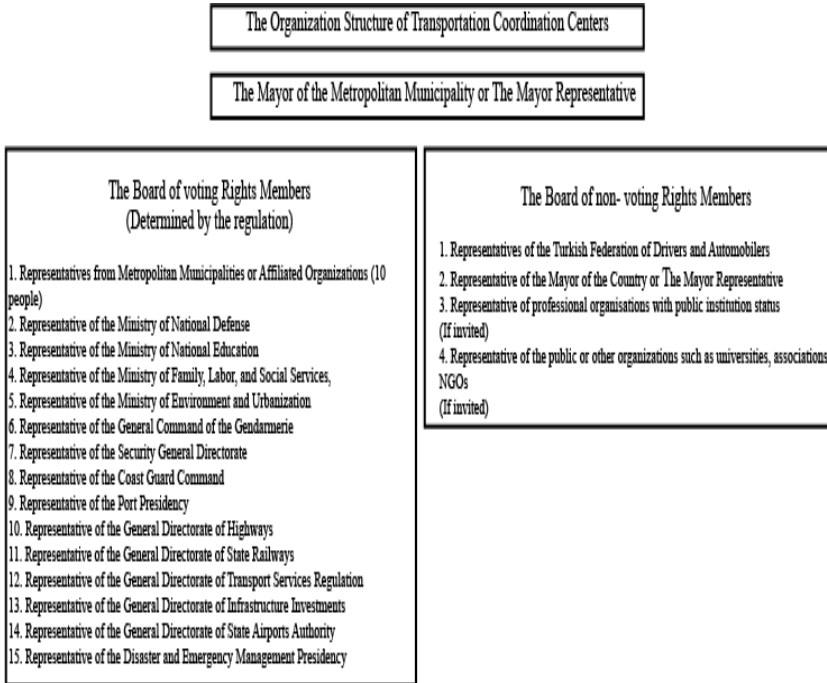 The Organization Structure of Transportation Coordination Centers
The Mayor of the Metropolitan Municipality or The Mayor Representative
The Board of voting Rights Members
(Determined by the regulation)
1. Representatives from Metropolitan Municipalities or Affiliated Organizations (10
people)
2. Representative of the Ministry of National Defense
3. Representative of the Ministry of National Education
4. Representative of the Ministry of Family, Labor, and Social Services,
5. Representative of the Ministry of Environment and Urbanization
6. Representative of the General Command of the Gendarmerie
7. Representative of the Security General Directorate
8. Representative of the Coast Guard Command
9. Representative of the Port Presidency
10. Representative of the General Directorate of Highways
11. Representative of the General Directorate of State Railways
12. Representative of the General Directorate of Transport Services Regulation
13. Representative of the General Directorate of Infrastructure Investments
14. Representative of the General Directorate of State Airports Authority
15. Representative of the Disaster and Emergency Management Presidency
The Board of non- voting Rights Members
1. Representatives of the Turkish Federation of Drivers and Automobilers
2. Representative of the Mayor of the Country or The Mayor Representative
3. Representative of professional organisations with public institution status
(If invited)
4. Representative of the public or other organizations such as universities, associations
NGOs
(If invited)